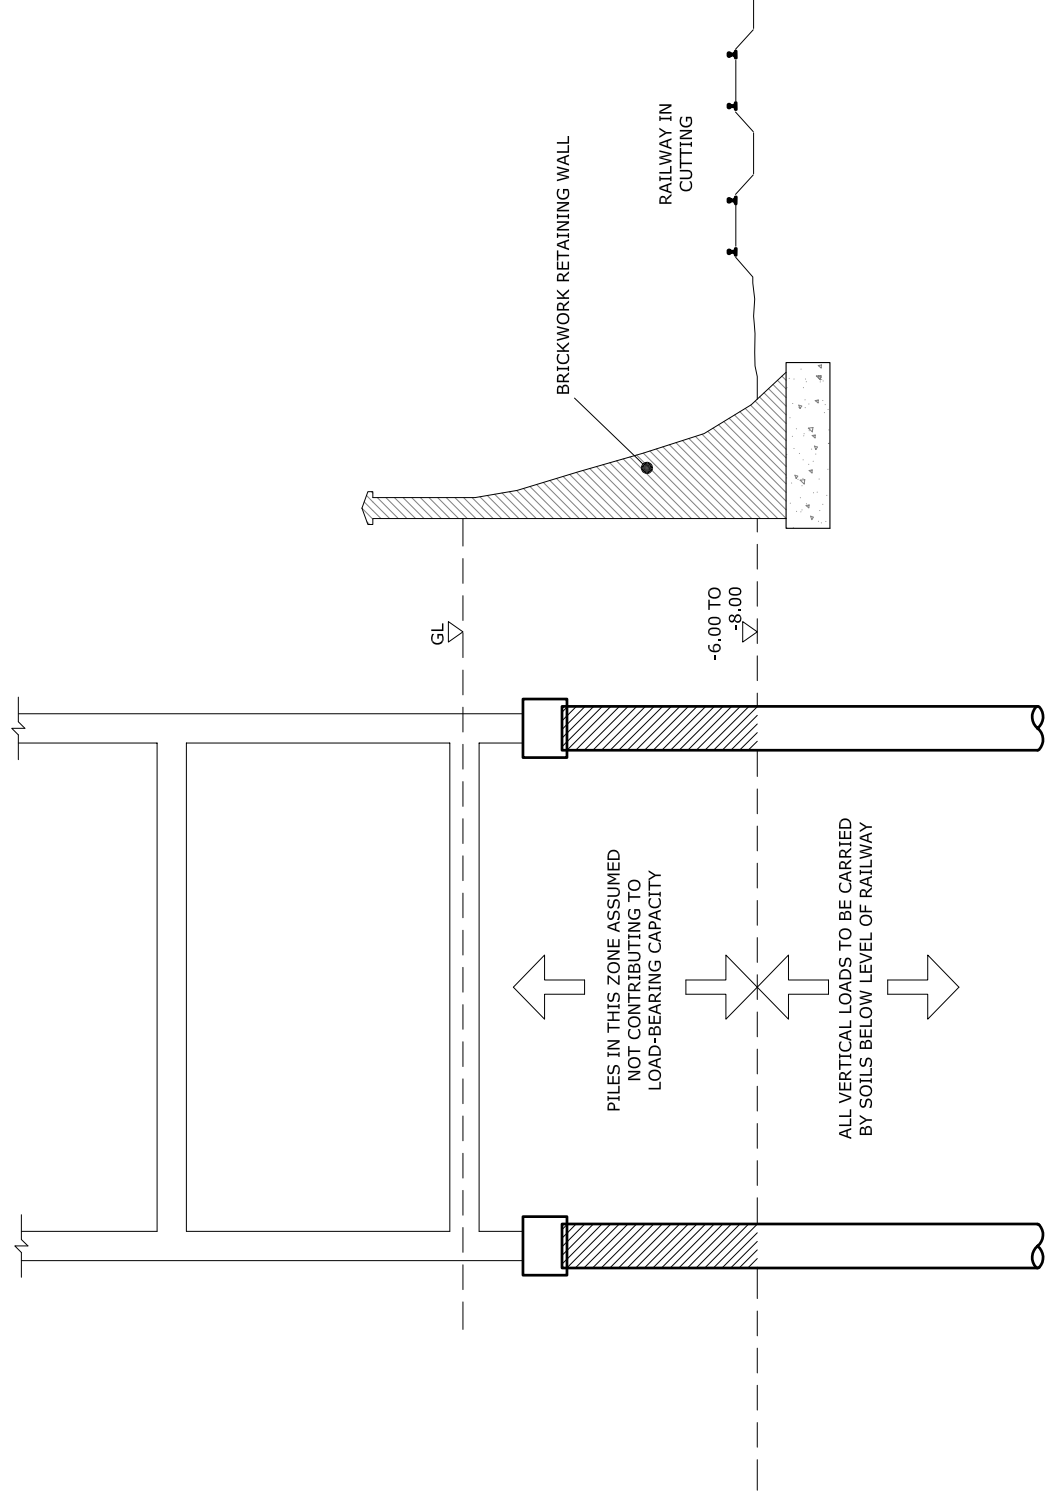 RAILWAY IN
CUTTING
BRICKWORK RETAINING WALL
GL
-6.00 TO
-8.00
PILES IN THIS ZONE ASSUMED
NOT CONTRIBUTING TO
LOAD-BEARING CAPACITY
ALL VERTICAL LOADS TO BE CARRIED
BY SOILS BELOW LEVEL OF RAILWAY